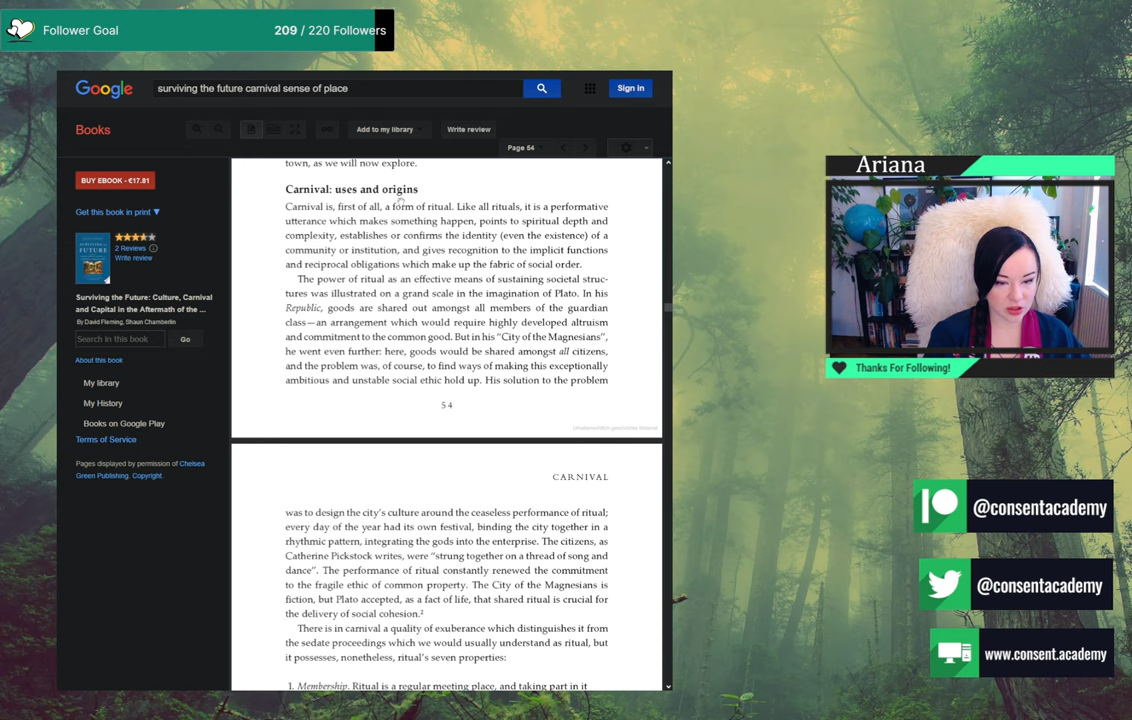 Follower Goal
209 / 220 Followers
Google
surviving the future carnival sense of place
Sign in
Books
Add to my library
Write review
Page 54
BUY EBOOK - €17.81
Get this book in print ▼
2 Reviews
Write review
Surviving the Future: Culture, Carnival
and Capital in the Aftermath of the ...
By David Fleming, Shaun Chamberlin
Search in this book
Go
About this book
My library
My History
Books on Google Play
Terms of Service
Pages displayed by permission of Chelsea
Green Publishing. Copyright.
town, as we will now explore.
Carnival: uses and origins
Carnival is, first of all, a form of ritual. Like all rituals, it is a performative
utterance which makes something happen, points to spiritual depth and
complexity, establishes or confirms the identity (even the existence) of a
community or institution, and gives recognition to the implicit functions
and reciprocal obligations which make up the fabric of social order.
The power of ritual as an effective means of sustaining societal struc-
tures was illustrated on a grand scale in the imagination of Plato. In his
Republic, goods are shared out amongst all members of the guardian
class—an arrangement which would require highly developed altruism
and commitment to the common good. But in his "City of the Magnesians",
he went even further: here, goods would be shared amongst all citizens,
and the problem was, of course, to find ways of making this exceptionally
ambitious and unstable social ethic hold up. His solution to the problem
54
Urheberrechtlich geschütztes Material
CARNIVAL
was to design the city's culture around the ceaseless performance of ritual;
every day of the year had its own festival, binding the city together in a
rhythmic pattern, integrating the gods into the enterprise. The citizens, as
Catherine Pickstock writes, were "strung together on a thread of song and
dance". The performance of ritual constantly renewed the commitment
to the fragile ethic of common property. The City of the Magnesians is
fiction, but Plato accepted, as a fact of life, that shared ritual is crucial for
the delivery of social cohesion.²
There is in carnival a quality of exuberance which distinguishes it from
the sedate proceedings which we would usually understand as ritual, but
it possesses, nonetheless, ritual's seven properties:
1. Membership. Ritual is a regular meeting place, and taking part in it
Ariana
Thanks For Following!
@consentacademy
@consentacademy
www.consent.academy